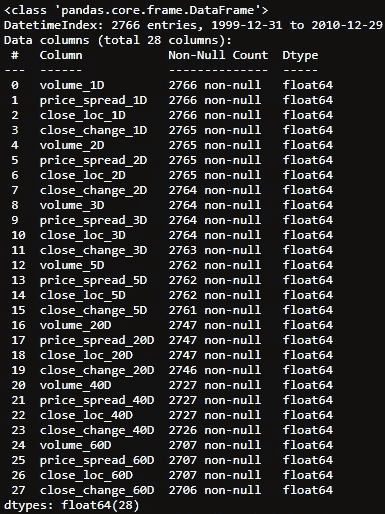 <class 'pandas.core.frame.DataFrame'>
DatetimeIndex: 2766 entries, 1999-12-31 to 2010-12-29
Data columns (total 28 columns):
 #   Column           Non-Null Count  Dtype
---  ------           --------------  -----
 0   volume_1D        2766 non-null   float64
 1   price_spread_1D  2766 non-null   float64
 2   close_loc_1D     2766 non-null   float64
 3   close_change_1D  2765 non-null   float64
 4   volume_2D        2765 non-null   float64
 5   price_spread_2D  2765 non-null   float64
 6   close_loc_2D     2765 non-null   float64
 7   close_change_2D  2764 non-null   float64
 8   volume_3D        2764 non-null   float64
 9   price_spread_3D  2764 non-null   float64
 10  close_loc_3D     2764 non-null   float64
 11  close_change_3D  2763 non-null   float64
 12  volume_5D        2762 non-null   float64
 13  price_spread_5D  2762 non-null   float64
 14  close_loc_5D     2762 non-null   float64
 15  close_change_5D  2761 non-null   float64
 16  volume_20D       2747 non-null   float64
 17  price_spread_20D 2747 non-null   float64
 18  close_loc_20D    2747 non-null   float64
 19  close_change_20D 2746 non-null   float64
 20  volume_40D       2727 non-null   float64
 21  price_spread_40D 2727 non-null   float64
 22  close_loc_40D    2727 non-null   float64
 23  close_change_40D 2726 non-null   float64
 24  volume_60D       2707 non-null   float64
 25  price_spread_60D 2707 non-null   float64
 26  close_loc_60D    2707 non-null   float64
 27  close_change_60D 2706 non-null   float64
dtypes: float64(28)